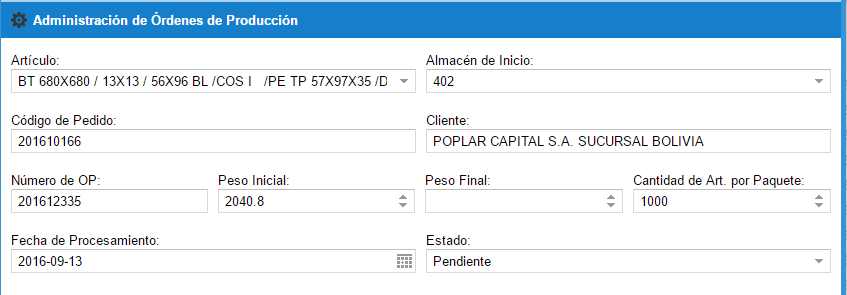 Administración de Órdenes de Producción
Artículo: Almacén de Inicio:
BT 680X680 / 13X13 / 56X96 BL /COS I /PE TP 57X97X35 /D 402
Código de Pedido: Cliente:
201610166 POPLAR CAPITAL S.A. SUCURSAL BOLIVIA
Número de OP: Peso Inicial: Peso Final: Cantidad de Art. por Paquete:
201612335 2040.8 1000
Fecha de Procesamiento: Estado:
2016-09-13 Pendiente